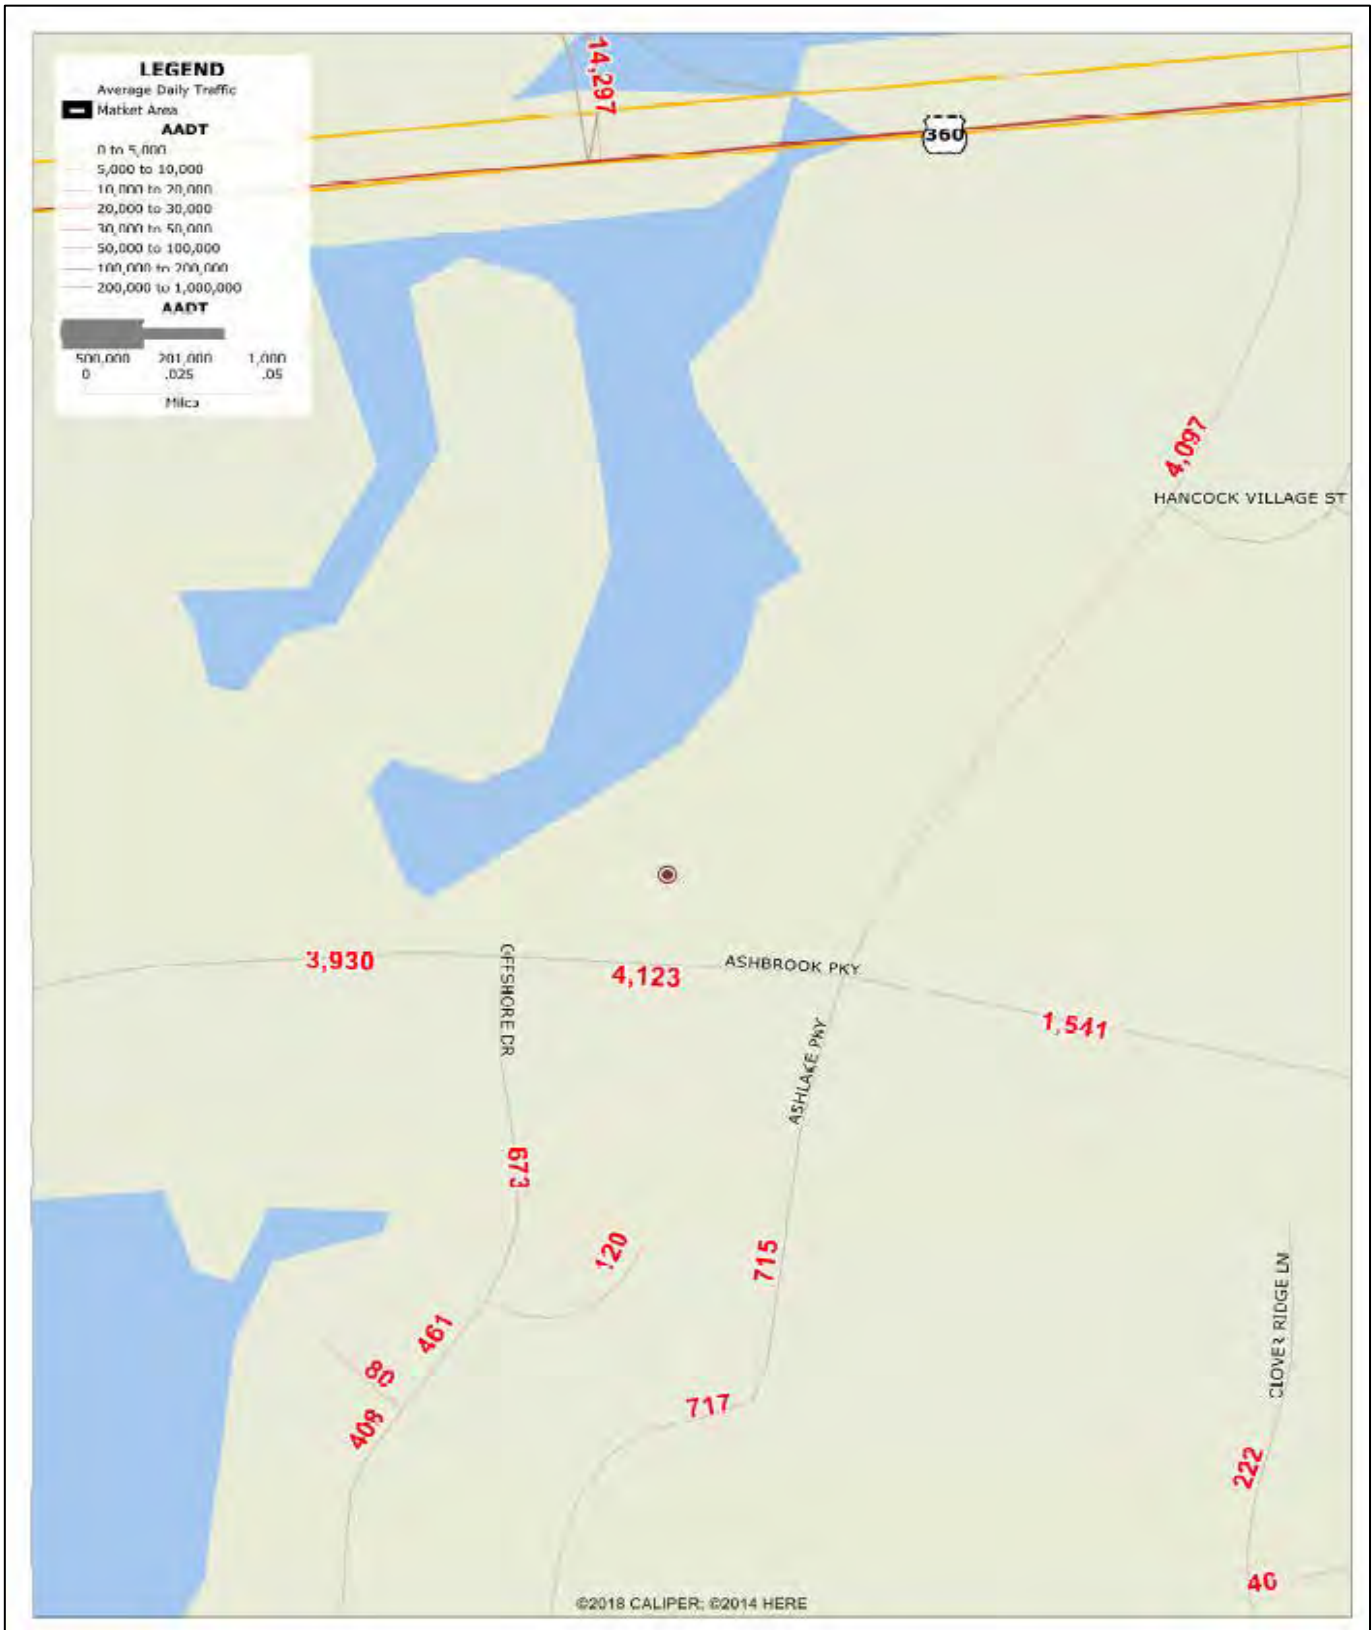 LEGEND
Average Daily Traffic
Market Area
AADT
0 to 5,000
5,000 to 10,000
10,000 to 20,000
20,000 to 30,000
30,000 to 50,000
50,000 to 100,000
100,000 to 200,000
200,000 to 1,000,000
AADT
500,000 201,000 1,000
0 .025 .05
Miles
14,297
360
4,097
HANCOCK VILLAGE ST
3,930
OFFSHORE DR
4,123
ASHBROOK PKY
1,541
ASHLAKE PKY
673
120
715
461
80
408
717
CLOVER RIDGE LN
222
40
©2018 CALIPER; ©2014 HERE